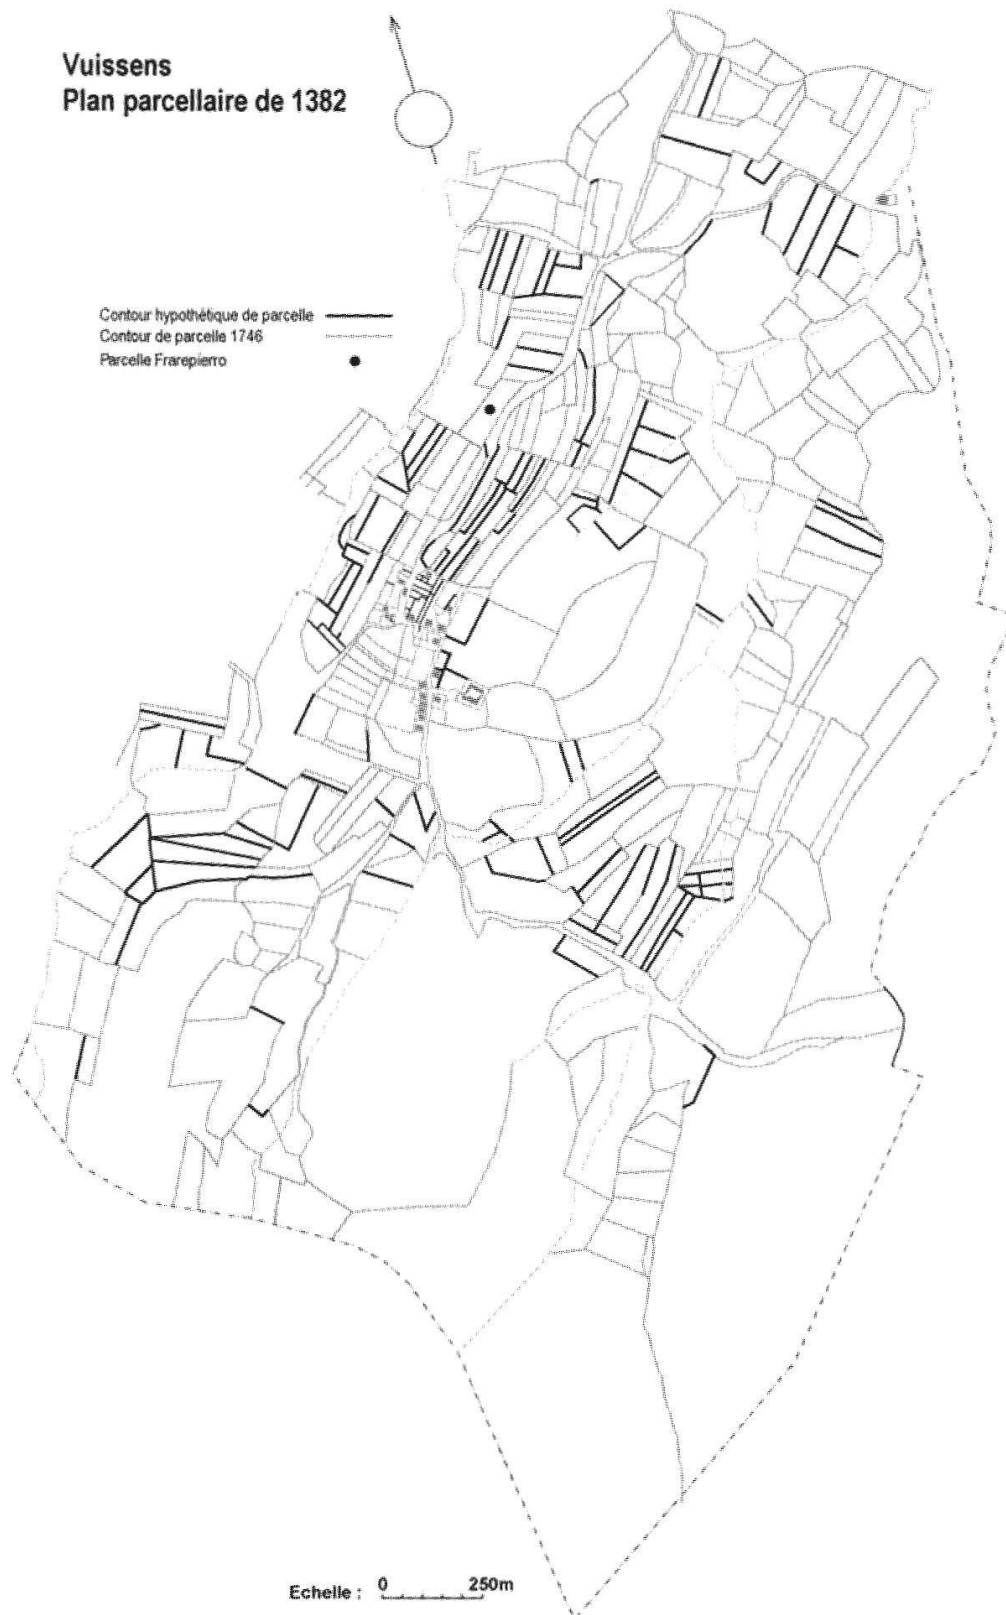 Vuissens
Plan parcellaire de 1382
Contour hypothétique de parcelle
Contour de parcelle 1746
Parcelle Frarepierro
Echelle : 0 250m